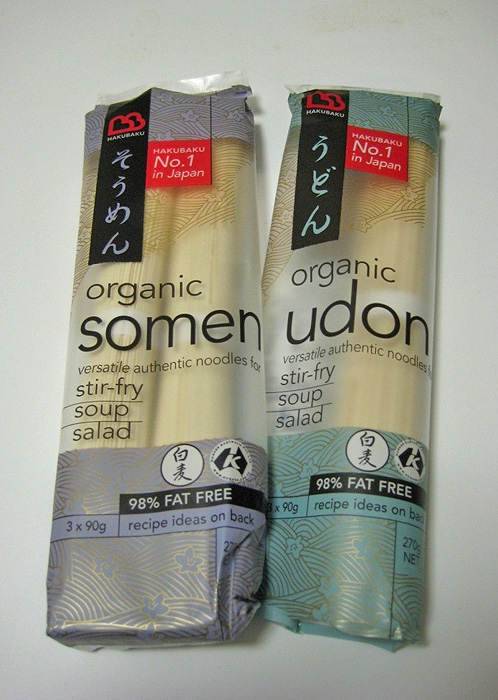 HAKUBAKU
そうめん
HAKUBAKU
No.1
in Japan
organic
somen
versatile authentic noodles for
stir-fry
soup
salad
白麦
K
98% FAT FREE
3 x 90g
recipe ideas on back
HAKUBAKU
うどん
HAKUBAKU
No.1
in Japan
organic
udon
versatile authentic noodles
stir-fry
soup
salad
白麦
K
98% FAT FREE
3 x 90g
recipe ideas on back
270g
NET